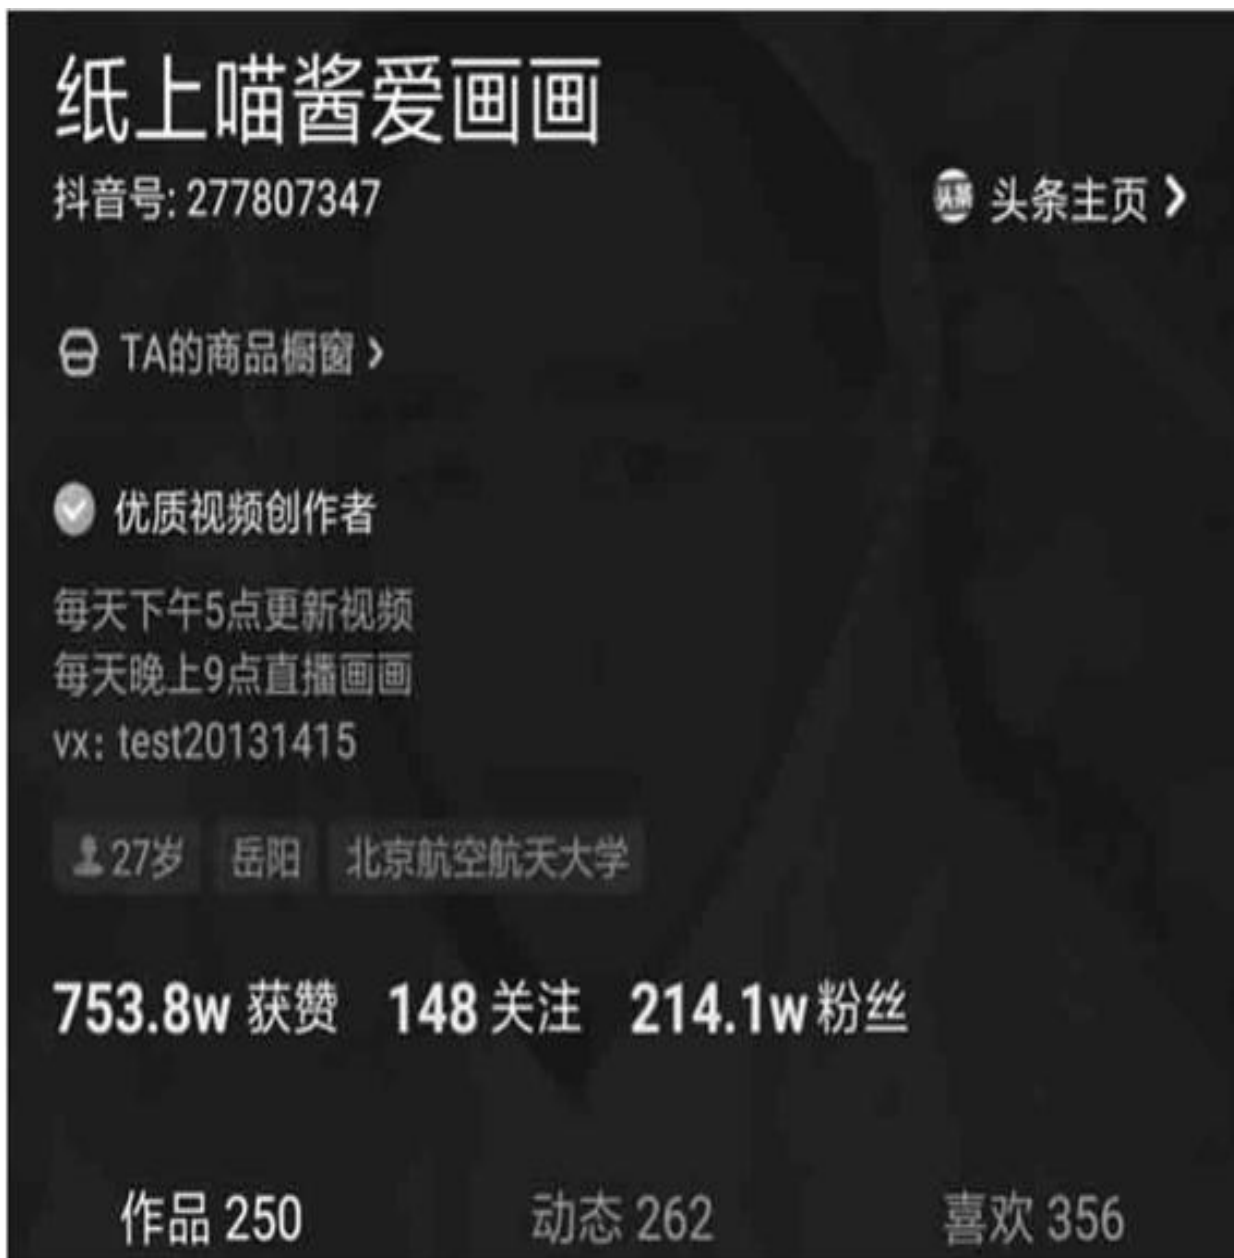 纸上喵酱爱画画
抖音号: 277807347
头条 头条主页
TA的商品橱窗
优质视频创作者
每天下午5点更新视频
每天晚上9点直播画画
vx: test20131415
27岁 岳阳 北京航空航天大学
753.8w 获赞 148 关注 214.1w 粉丝
作品 250 动态 262 喜欢 356